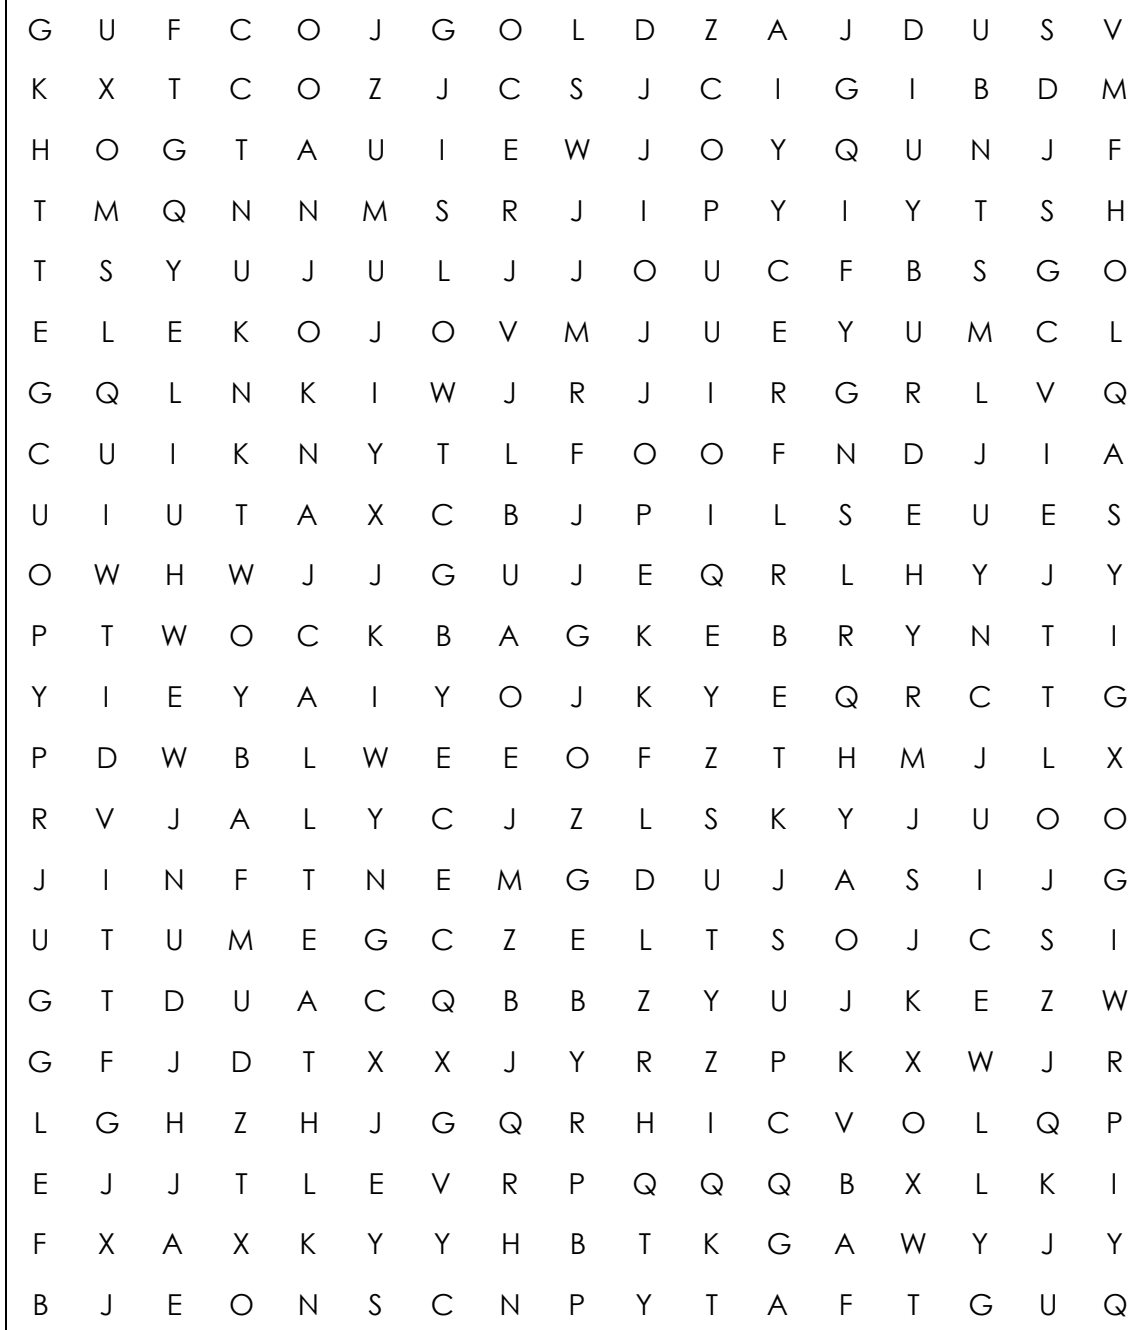 G U F C O J G O L D Z A J D U S V
K X T C O Z J C S J C I G I B D M
H O G T A U I E W J O Y Q U N J F
T M Q N N M S R J I P Y I Y T S H
T S Y U J U L J J O U C F B S G O
E L E K O J O V M J U E Y U M C L
G Q L N K I W J R J I R G R L V Q
C U I K N Y T L F O O F N D J I A
U I U T A X C B J P I L S E U E S
O W H W J J G U J E Q R L H Y J Y
P T W O C K B A G K E B R Y N T I
Y I E Y A I Y O J K Y E Q R C T G
P D W B L W E E O F Z T H M J L X
R V J A L Y C J Z L S K Y J U O O
J I N F T N E M G D U J A S I J G
U T U M E G C Z E L T S O J C S I
G T D U A C Q B B Z Y U J K E Z W
G F J D T X X J Y R Z P K X W J R
L G H Z H J G Q R H I C V O L Q P
E J J T L E V R P Q Q Q B X L K I
F X A X K Y Y H B T K G A W Y J Y
B J E O N S C N P Y T A F T G U Q